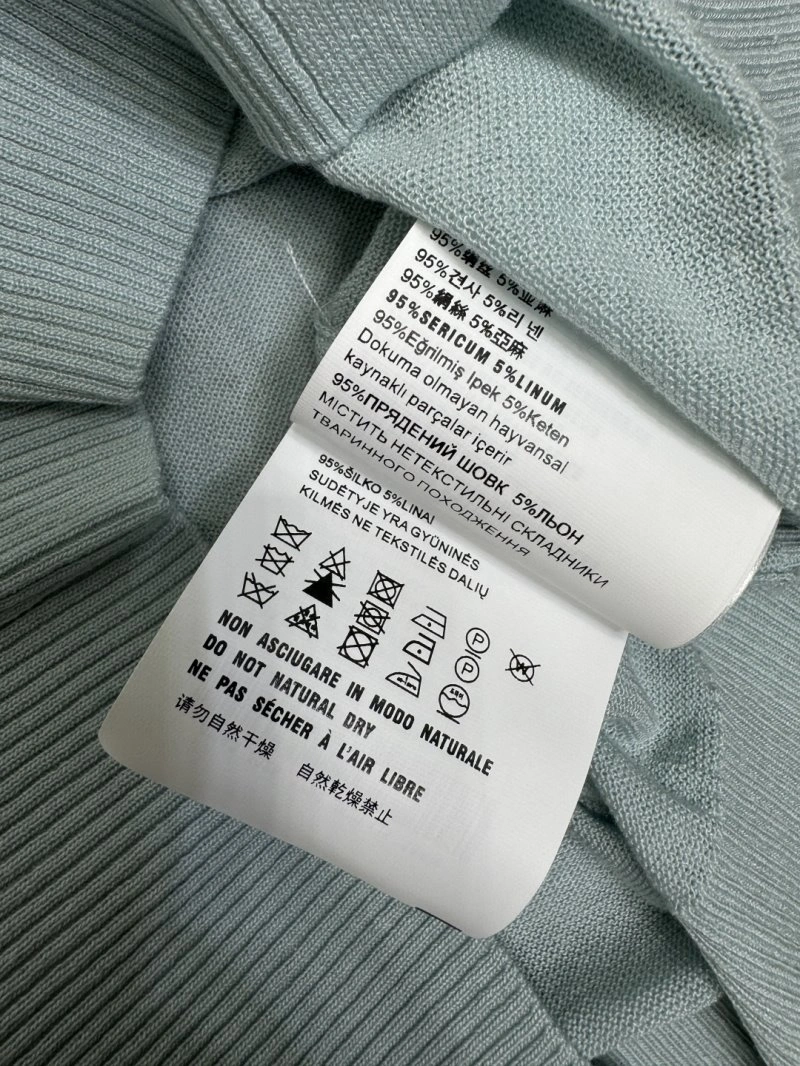 95%绢丝 5%亚麻
95%견사 5%리넨
95%絹絲 5%亞麻
95%SERICUM 5%LINUM
95%Eğrilmiş Ipek 5%Keten
Dokuma olmayan hayvansal
kaynaklı parçalar içerir
95%ПРЯДЕНИЙ ШОВК 5%ЛЬОН
МІСТИТЬ НЕТЕКСТИЛЬНІ СКЛАДНИКИ
ТВАРИННОГО ПОХОДЖЕННЯ
95%ŠILKO 5%LINAI
SUDĖTYJE YRA GYŪNINĖS
KILMĖS NE TEKSTILĖS DALIŲ
P
P
W
NON ASCIUGARE IN MODO NATURALE
DO NOT NATURAL DRY
NE PAS SÉCHER À L'AIR LIBRE
请勿自然干燥 自然乾燥禁止